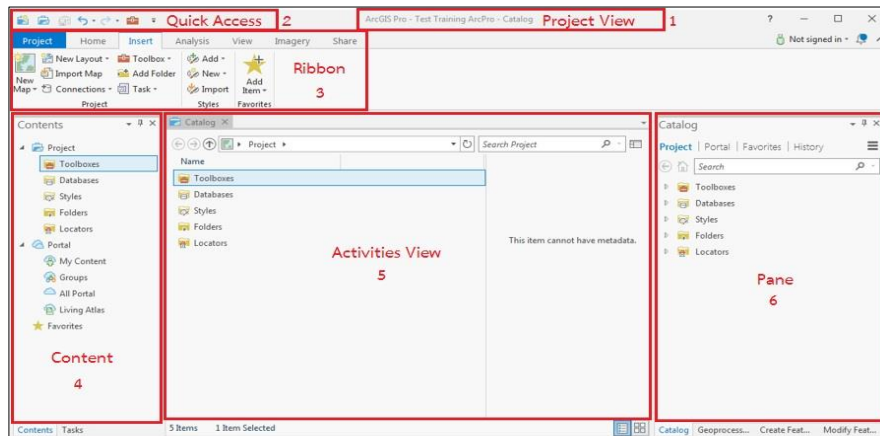 Quick Access 2
ArcGIS Pro - Test Training ArcPro - Catalog Project View 1
?
Project Home Insert Analysis View Imagery Share
Not signed in
New Map
New Layout
Import Map
Connections
Toolbox
Add Folder
Task
Project
Add
New
Import
Styles
Add Item
Favorites
Ribbon
3
Contents
Project
Toolboxes
Databases
Styles
Folders
Locators
Portal
My Content
Groups
All Portal
Living Atlas
Favorites
Content
4
Contents Tasks
Catalog
Project
Search Project
Name
Toolboxes
Databases
Styles
Folders
Locators
This item cannot have metadata.
Activities View
5
5 Items 1 Item Selected
Catalog
Project Portal Favorites History
Search
Toolboxes
Databases
Styles
Folders
Locators
Pane
6
Catalog Geoprocess... Create Feat... Modify Feat...